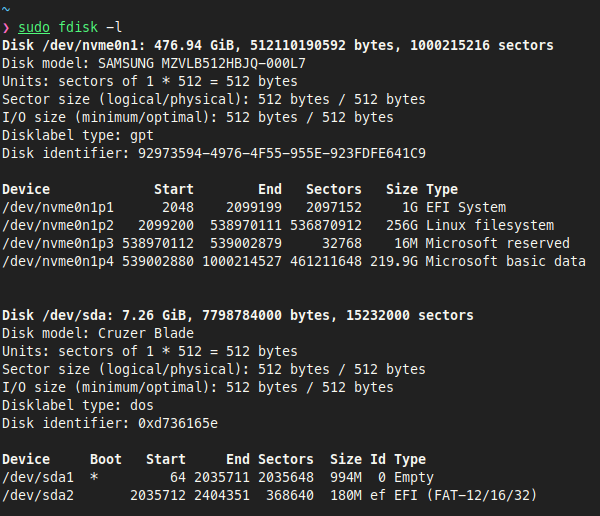 ~
❯ sudo fdisk -l
Disk /dev/nvme0n1: 476.94 GiB, 512110190592 bytes, 1000215216 sectors
Disk model: SAMSUNG MZVLB512HBJQ-000L7
Units: sectors of 1 * 512 = 512 bytes
Sector size (logical/physical): 512 bytes / 512 bytes
I/O size (minimum/optimal): 512 bytes / 512 bytes
Disklabel type: gpt
Disk identifier: 92973594-4976-4F55-955E-923FDFE641C9
Device Start End Sectors Size Type
/dev/nvme0n1p1 2048 2099199 2097152 1G EFI System
/dev/nvme0n1p2 2099200 538970111 536870912 256G Linux filesystem
/dev/nvme0n1p3 538970112 539002879 32768 16M Microsoft reserved
/dev/nvme0n1p4 539002880 1000214527 461211648 219.9G Microsoft basic data
Disk /dev/sda: 7.26 GiB, 7798784000 bytes, 15232000 sectors
Disk model: Cruzer Blade
Units: sectors of 1 * 512 = 512 bytes
Sector size (logical/physical): 512 bytes / 512 bytes
I/O size (minimum/optimal): 512 bytes / 512 bytes
Disklabel type: dos
Disk identifier: 0xd736165e
Device Boot Start End Sectors Size Id Type
/dev/sda1 * 64 2035711 2035648 994M 0 Empty
/dev/sda2 2035712 2404351 368640 180M ef EFI (FAT-12/16/32)